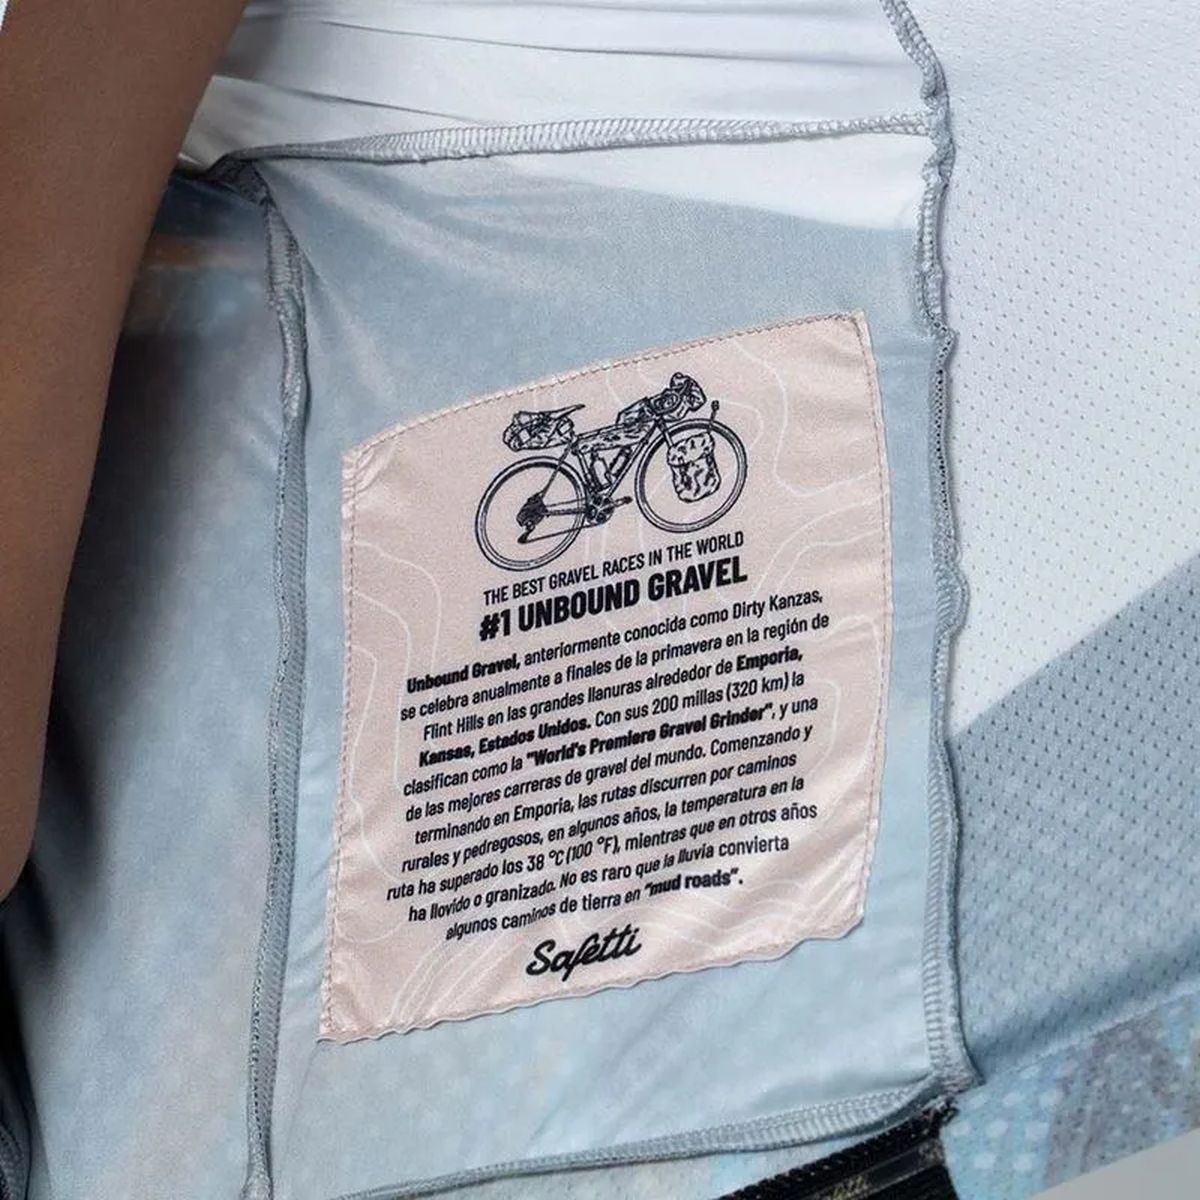 THE BEST GRAVEL RACES IN THE WORLD
#1 UNBOUND GRAVEL
Unbound Gravel, anteriormente conocida como Dirty Kanzas,
se celebra anualmente a finales de la primavera en la región de
Flint Hills en las grandes llanuras alrededor de Emporia,
Kansas, Estados Unidos. Con sus 200 millas (320 km) la
clasifican como la "World's Premiere Gravel Grinder", y una
de las mejores carreras de gravel del mundo. Comenzando y
terminando en Emporia, las rutas discurren por caminos
rurales y pedregosos, en algunos años, la temperatura en la
ruta ha superado los 38 °C (100 °F), mientras que en otros años
ha llovido o granizado. No es raro que la lluvia convierta
algunos caminos de tierra en "mud roads".
Safetti